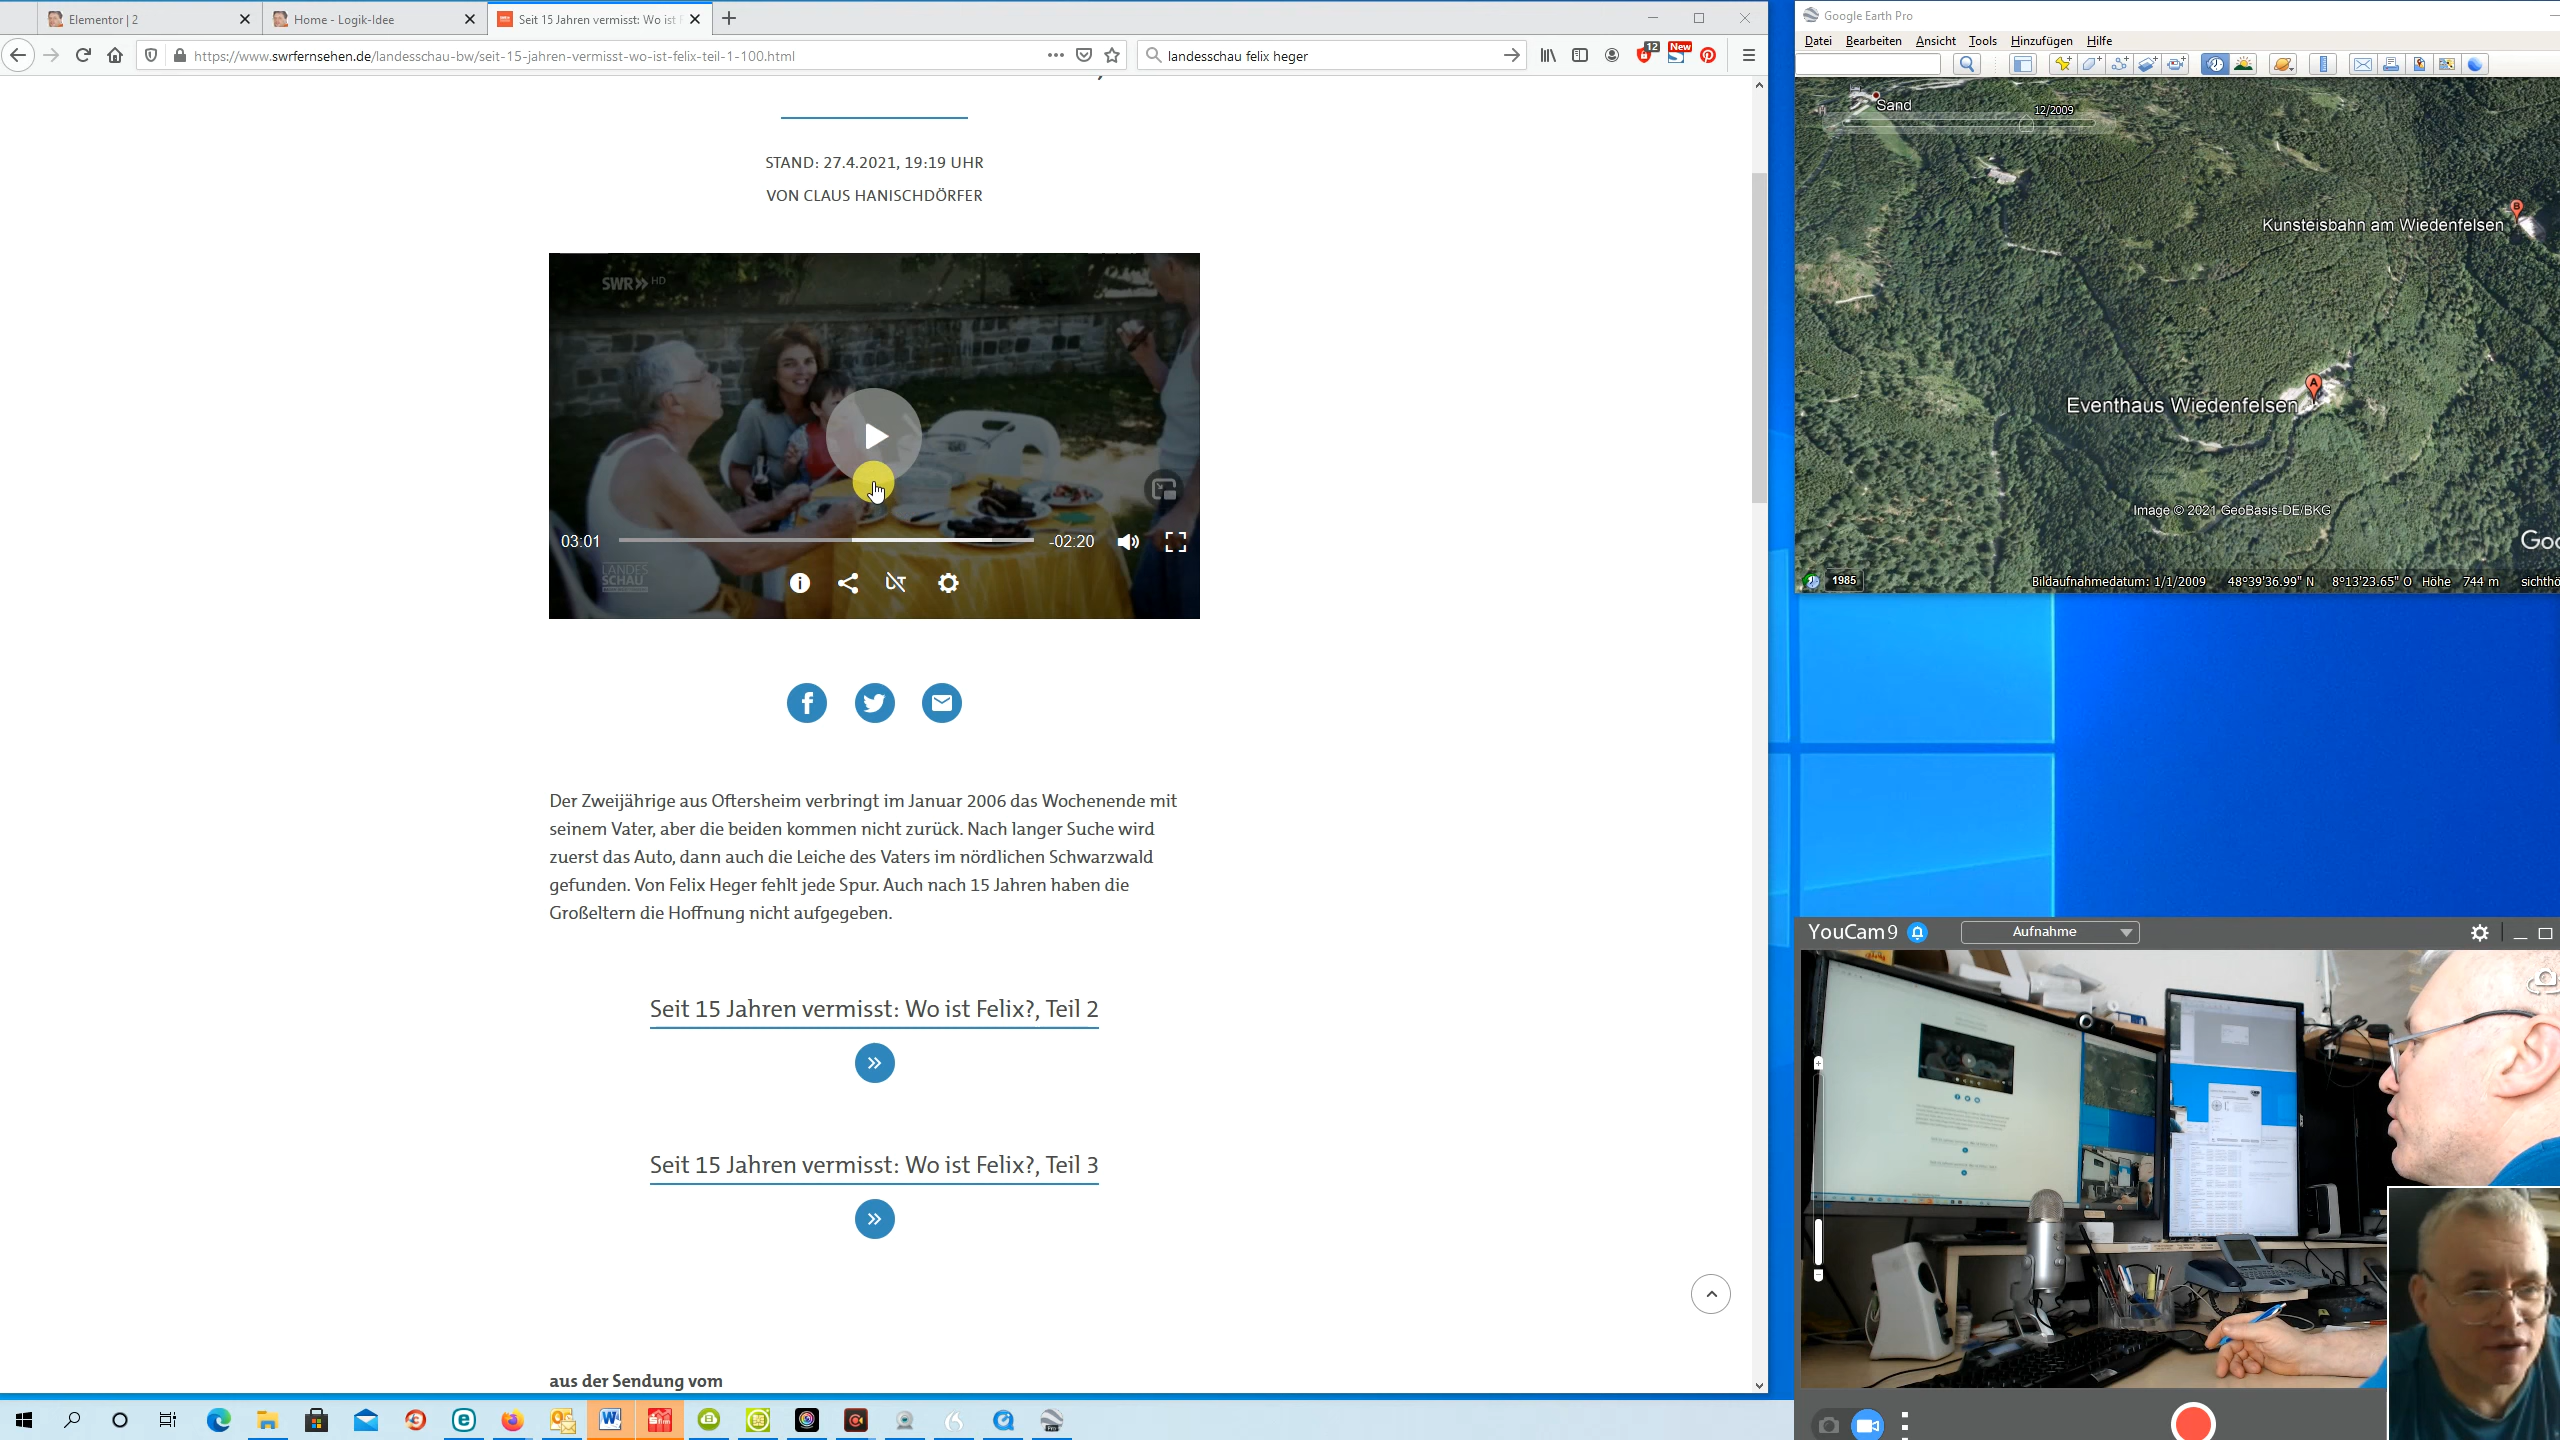 Elementor | 2
Home - Logik-Idee
Seit 15 Jahren vermisst: Wo ist F
https://www.swrfernsehen.de/landesschau-bw/seit-15-jahren-vermisst-wo-ist-felix-teil-1-100.html
landesschau felix heger
12
New
STAND: 27.4.2021, 19:19 UHR
VON CLAUS HANISCHDÖRFER
SWR HD
03:01
-02:20
LANDES
SCHAU
Der Zweijährige aus Oftersheim verbringt im Januar 2006 das Wochenende mit
seinem Vater, aber die beiden kommen nicht zurück. Nach langer Suche wird
zuerst das Auto, dann auch die Leiche des Vaters im nördlichen Schwarzwald
gefunden. Von Felix Heger fehlt jede Spur. Auch nach 15 Jahren haben die
Großeltern die Hoffnung nicht aufgegeben.
Seit 15 Jahren vermisst: Wo ist Felix?, Teil 2
Seit 15 Jahren vermisst: Wo ist Felix?, Teil 3
aus der Sendung vom
Google Earth Pro
Datei Bearbeiten Ansicht Tools Hinzufügen Hilfe
Sand
12/2009
Kunsteisbahn am Wiedenfelsen
B
A
Eventhaus Wiedenfelsen
Image © 2021 GeoBasis-DE/BKG
Goo
1985
Bildaufnahmedatum: 1/1/2009 48°39'36.99" N 8°13'23.65" O Höhe 744 m sichthö
YouCam 9
Aufnahme